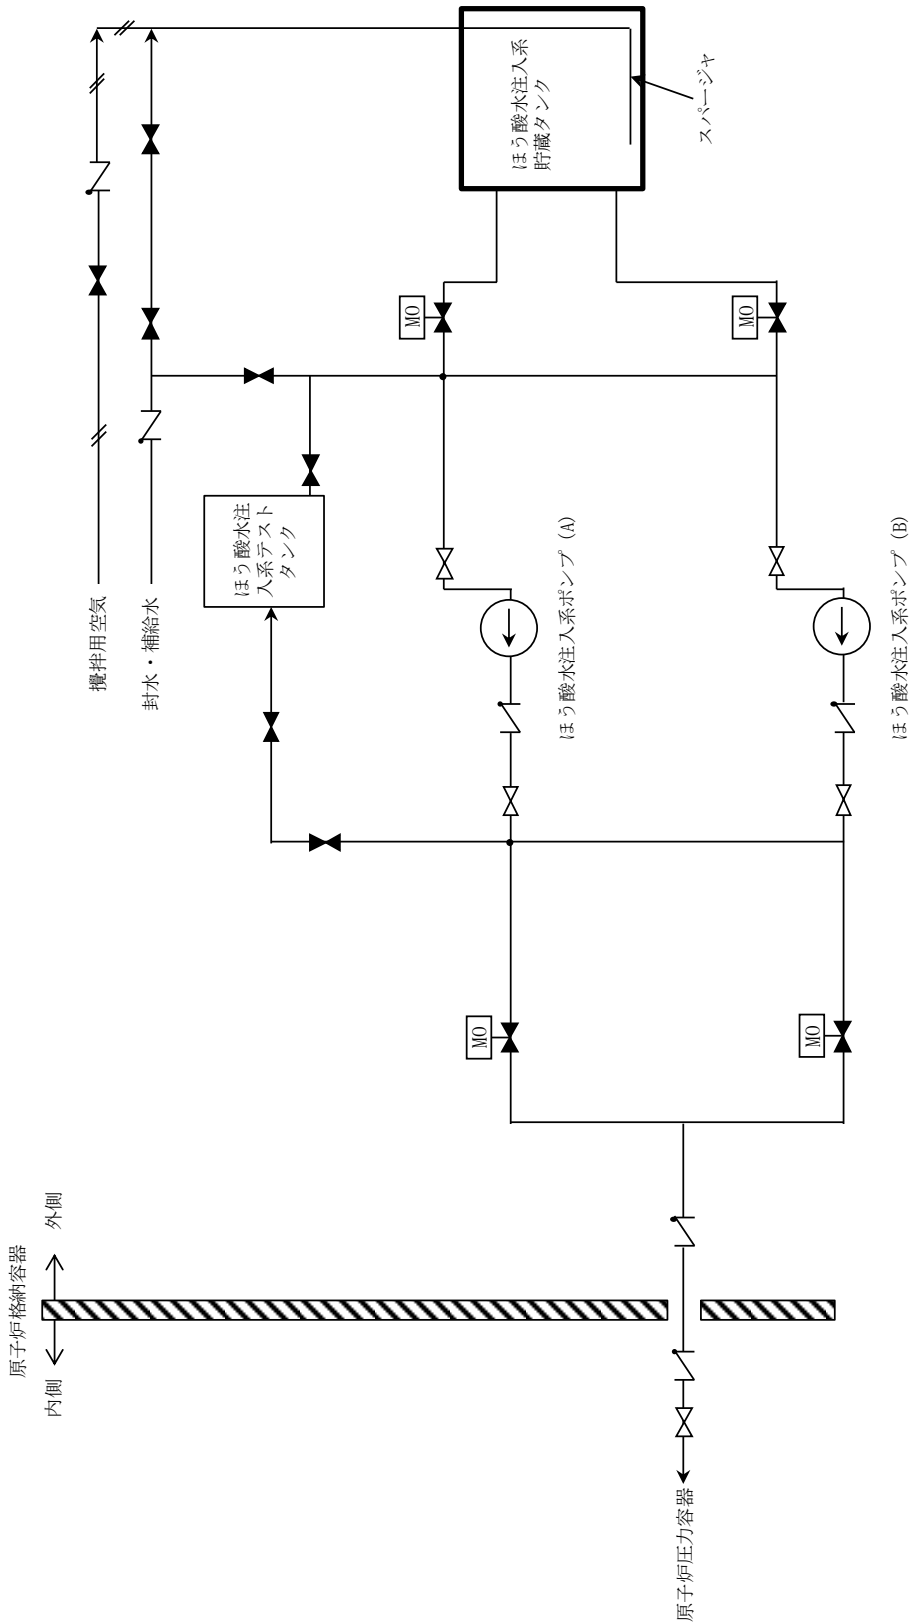 攪拌用空気
封水・補給水
ほう酸水注入系
貯蔵タンク
スパージャ
MO
MO
ほう酸水注
入系テスト
タンク
ほう酸水注入系ポンプ (A)
ほう酸水注入系ポンプ (B)
MO
MO
原子炉格納容器
外側
内側
原子炉圧力容器